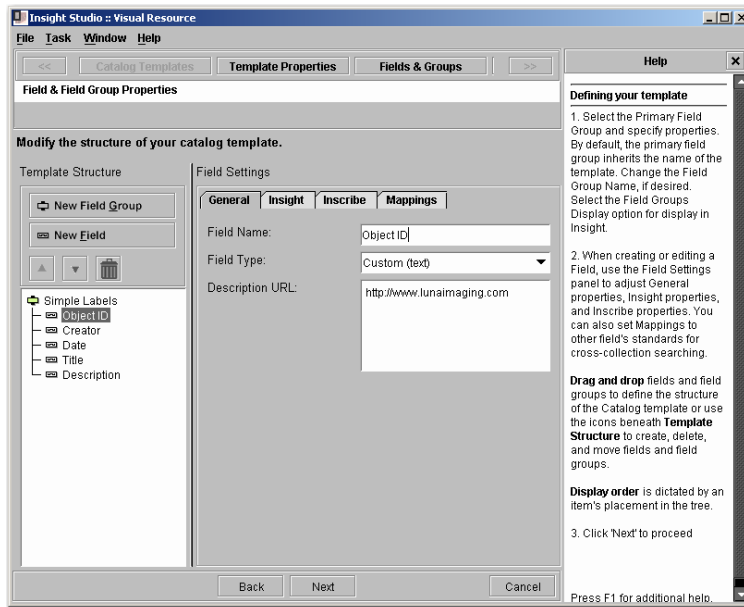 Insight Studio :: Visual Resource
File Task Window Help
<< Catalog Templates Template Properties Fields & Groups >>
Field & Field Group Properties
Modify the structure of your catalog template.
Template Structure
New Field Group
New Field
Simple Labels
Object ID
Creator
Date
Title
Description
Field Settings
General Insight Inscribe Mappings
Field Name: Object ID
Field Type: Custom (text)
Description URL: http://www.lunaimaging.com
Back Next Cancel
Help
Defining your template
1. Select the Primary Field
Group and specify properties.
By default, the primary field
group inherits the name of the
template. Change the Field
Group Name, if desired.
Select the Field Groups
Display option for display in
Insight.
2. When creating or editing a
Field, use the Field Settings
panel to adjust General
properties, Insight properties,
and Inscribe properties. You
can also set Mappings to
other field's standards for
cross-collection searching.
Drag and drop fields and field
groups to define the structure
of the Catalog template or use
the icons beneath Template
Structure to create, delete,
and move fields and field
groups.
Display order is dictated by an
item's placement in the tree.
3. Click 'Next' to proceed
Press F1 for additional help.